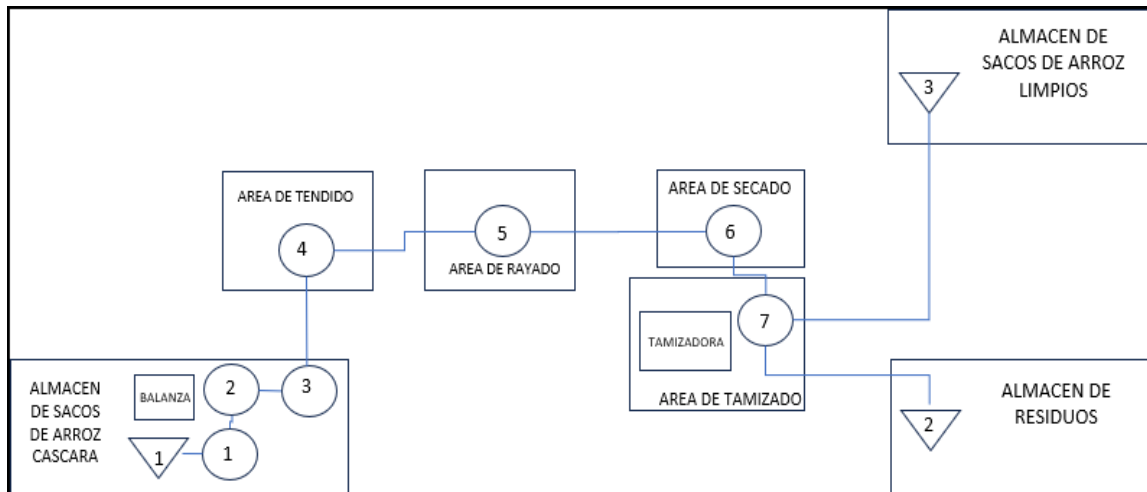 ALMACEN DE
SACOS DE ARROZ
LIMPIOS
3
AREA DE TENDIDO
4
5
AREA DE RAYADO
AREA DE SECADO
6
7
TAMIZADORA
AREA DE TAMIZADO
ALMACEN
DE SACOS
DE ARROZ
CASCARA
BALANZA
2
3
1
1
ALMACEN DE
RESIDUOS
2